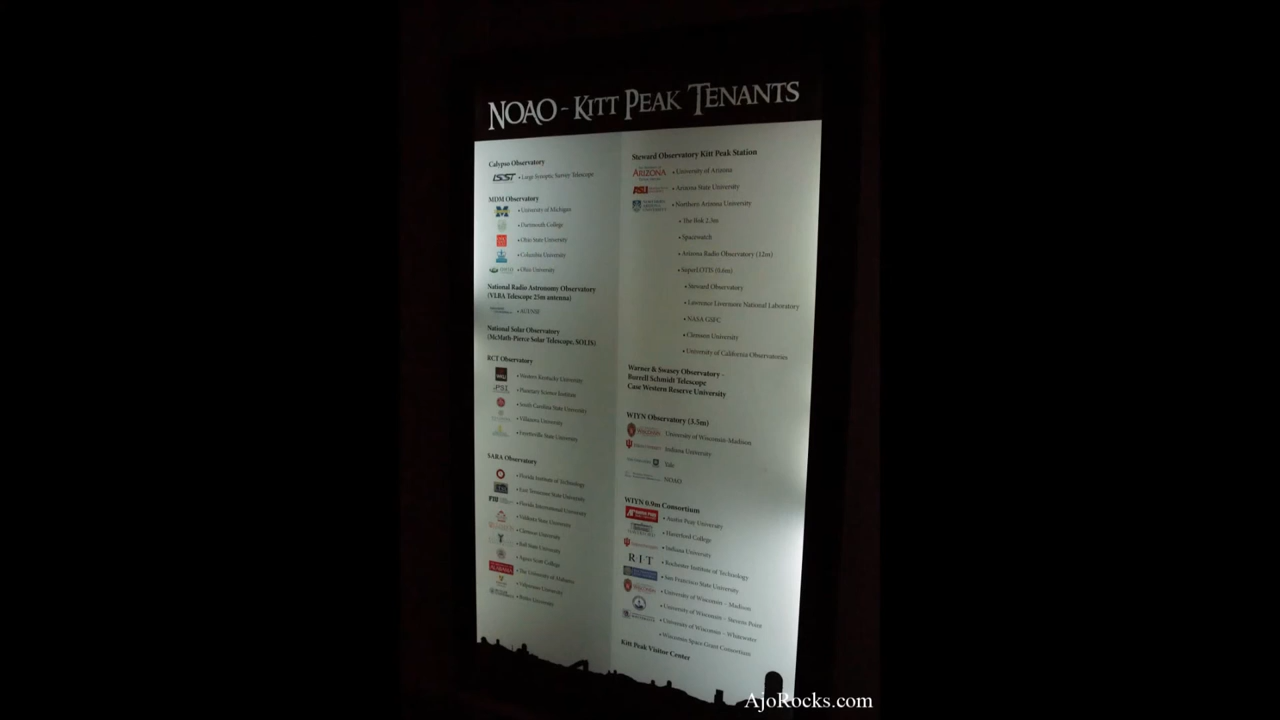 NOAO - KITT PEAK TENANTS
Calypso Observatory
LSST • Large Synoptic Survey Telescope
MDM Observatory
• University of Michigan
• Dartmouth College
• Ohio State University
• Columbia University
• Ohio University
National Radio Astronomy Observatory
(VLBA Telescope 25m antenna)
National Solar Observatory
(McMath-Pierce Solar Telescope, SOLIS)
RCT Observatory
• Western Kentucky University
PSI • Planetary Science Institute
• South Carolina State University
• Villanova University
• Fayetteville State University
SARA Observatory
• Florida Institute of Technology
• East Tennessee State University
FIU • Florida International University
• Valdosta State University
• Clemson University
• Ball State University
• Agnes Scott College
ALABAMA • The University of Alabama
• Valparaiso University
• Butler University
Steward Observatory Kitt Peak Station
ARIZONA • University of Arizona
ASU • Arizona State University
• Northern Arizona University
• The Bok 2.3m
• Spacewatch
• Arizona Radio Observatory (12m)
• SuperLOTIS (0.6m)
• Steward Observatory
• Lawrence Livermore National Laboratory
• NASA GSFC
• Clemson University
• University of California Observatories
Warner & Swasey Observatory -
Burrell Schmidt Telescope
Case Western Reserve University
WIYN Observatory (3.5m)
University of Wisconsin-Madison
Indiana University
Yale
NOAO
WIYN 0.9m Consortium
• Austin Peay University
• Haverford College
• Indiana University
RIT • Rochester Institute of Technology
• San Francisco State University
• University of Wisconsin - Madison
• University of Wisconsin - Stevens Point
• University of Wisconsin - Whitewater
• Wisconsin Space Grant Consortium
Kitt Peak Visitor Center
AjoRocks.com